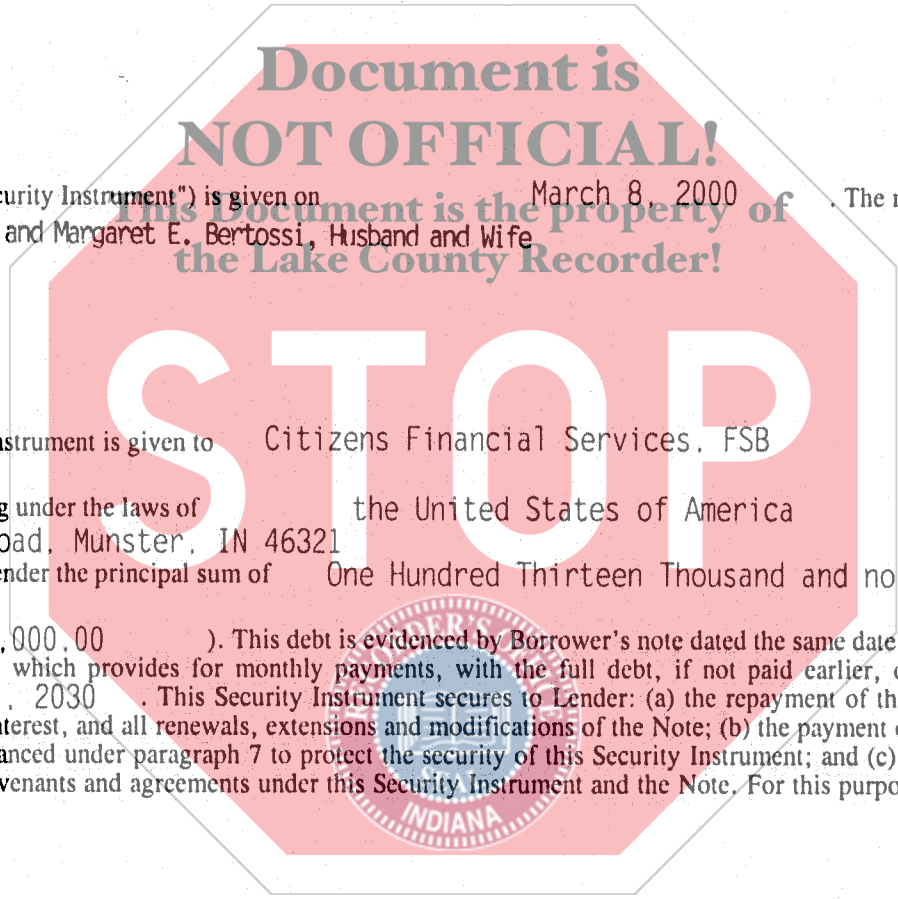 Document is
NOT OFFICIAL!
curity Instrument") is given on March 8, 2000 . The
This Document is the property of
and Margaret E. Bertossi, Husband and Wife
the Lake County Recorder!
STOP
nstrument is given to Citizens Financial Services, FSB
g under the laws of the United States of America
oad, Munster, IN 46321
ender the principal sum of One Hundred Thirteen Thousand and no
,000.00 ). This debt is evidenced by Borrower's note dated the same date
which provides for monthly payments, with the full debt, if not paid earlier,
, 2030 . This Security Instrument secures to Lender: (a) the repayment of th
terest, and all renewals, extensions and modifications of the Note; (b) the payment
anced under paragraph 7 to protect the security of this Security Instrument; and (c)
venants and agreements under this Security Instrument and the Note. For this purpo
RECORDER'S OFFICE
SEAL
INDIANA